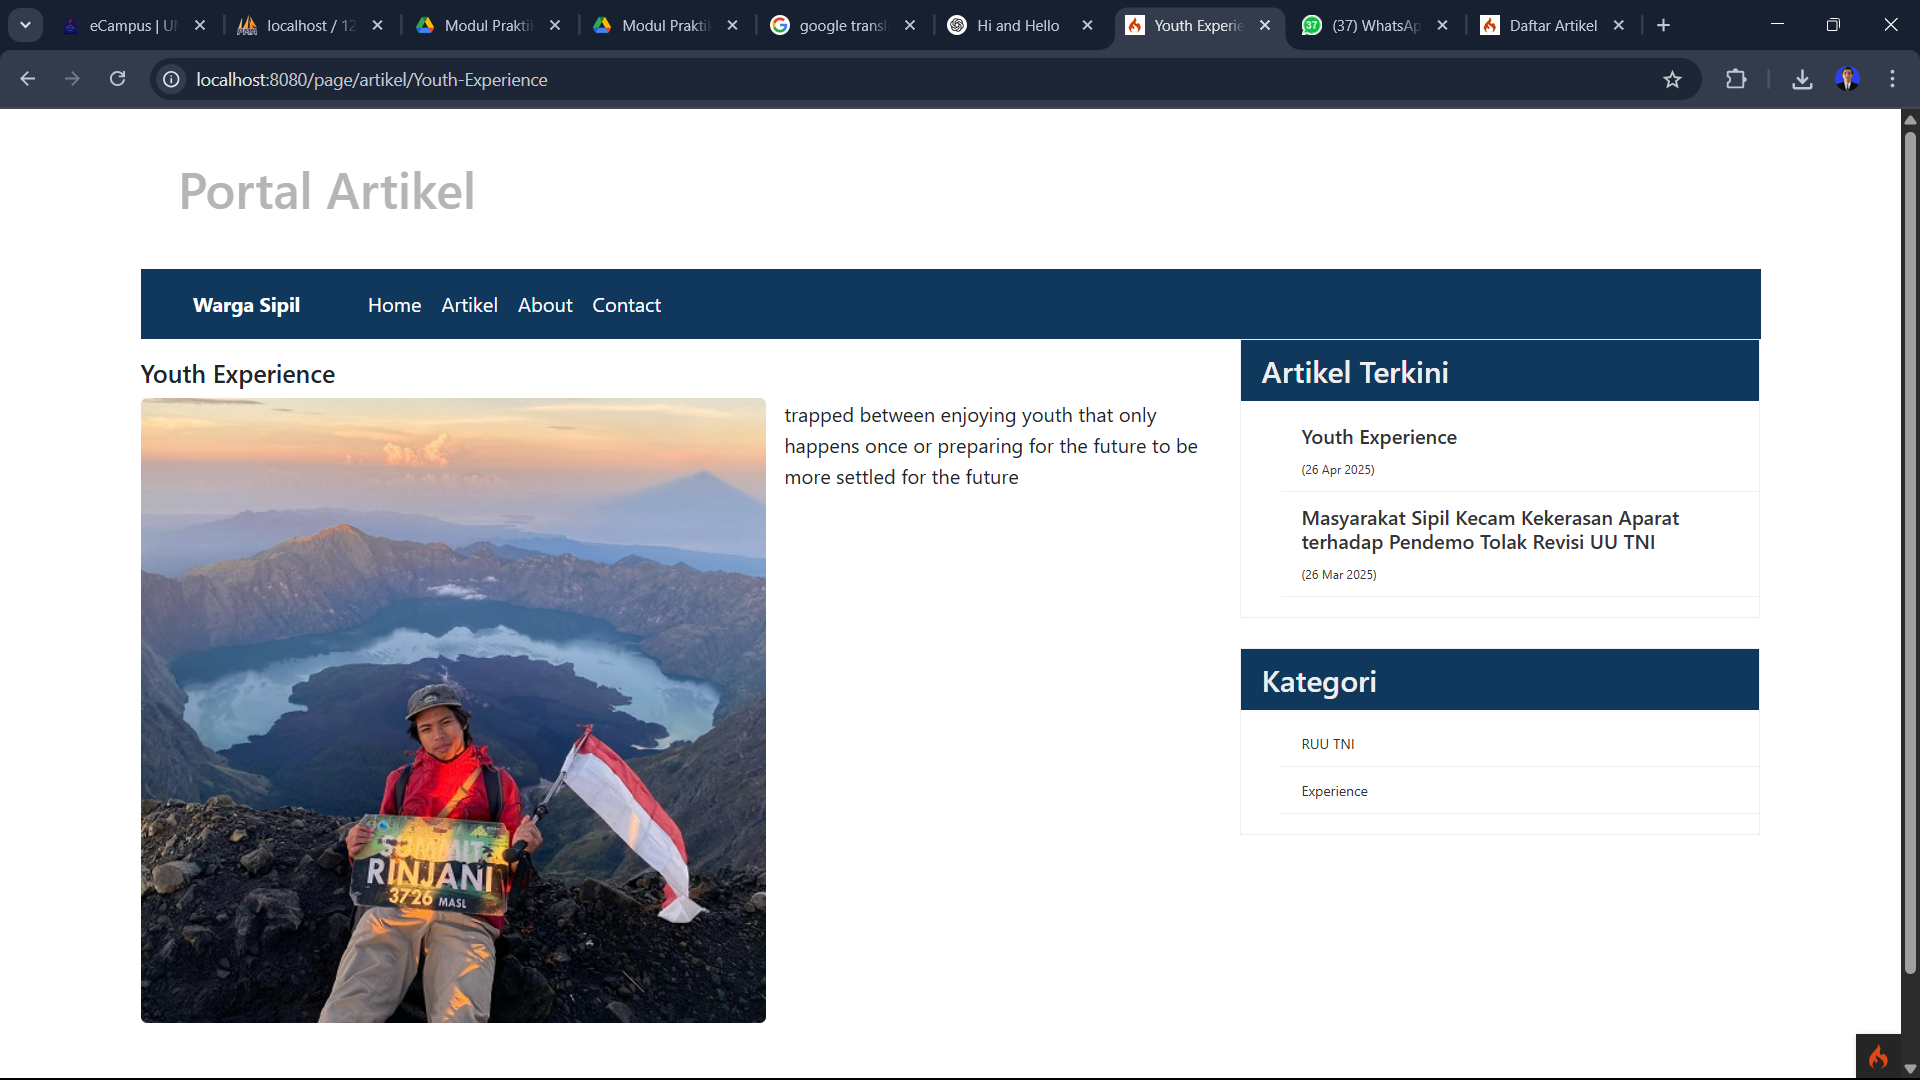 eCampus | U
localhost / 12
Modul Prakti
Modul Prakti
google transl
Hi and Hello
Youth Experie
37
(37) WhatsAp
Daftar Artikel
localhost:8080/page/artikel/Youth-Experience
Portal Artikel
Warga Sipil
Home
Artikel
About
Contact
Youth Experience
trapped between enjoying youth that only
happens once or preparing for the future to be
more settled for the future
SUMMIT
RINJANI
3726 MASL
Artikel Terkini
Youth Experience
(26 Apr 2025)
Masyarakat Sipil Kecam Kekerasan Aparat
terhadap Pendemo Tolak Revisi UU TNI
(26 Mar 2025)
Kategori
RUU TNI
Experience